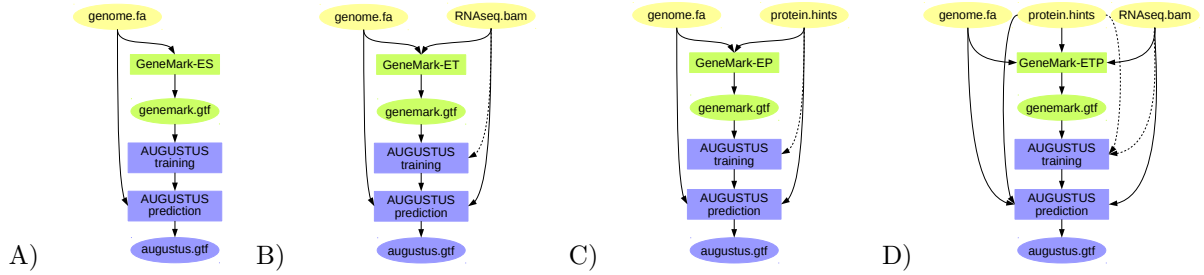 genome.fa
GeneMark-ES
genemark.gtf
AUGUSTUS
training
AUGUSTUS
prediction
augustus.gtf
A)
genome.fa RNAseq.bam
GeneMark-ET
genemark.gtf
AUGUSTUS
training
AUGUSTUS
prediction
augustus.gtf
B)
genome.fa protein.hints
GeneMark-EP
genemark.gtf
AUGUSTUS
training
AUGUSTUS
prediction
augustus.gtf
C)
genome.fa protein.hints RNAseq.bam
GeneMark-ETP
genemark.gtf
AUGUSTUS
training
AUGUSTUS
prediction
augustus.gtf
D)